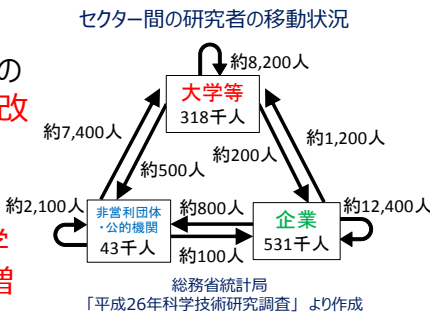 セクター間の研究者の移動状況
の
改
学
増
約8,200人
大学等
318千人
約7,400人
約500人
約200人
約1,200人
約2,100人
非営利団体
・公的機関
43千人
約800人
約100人
企業
531千人
約12,400人
総務省統計局
「平成26年科学技術研究調査」より作成